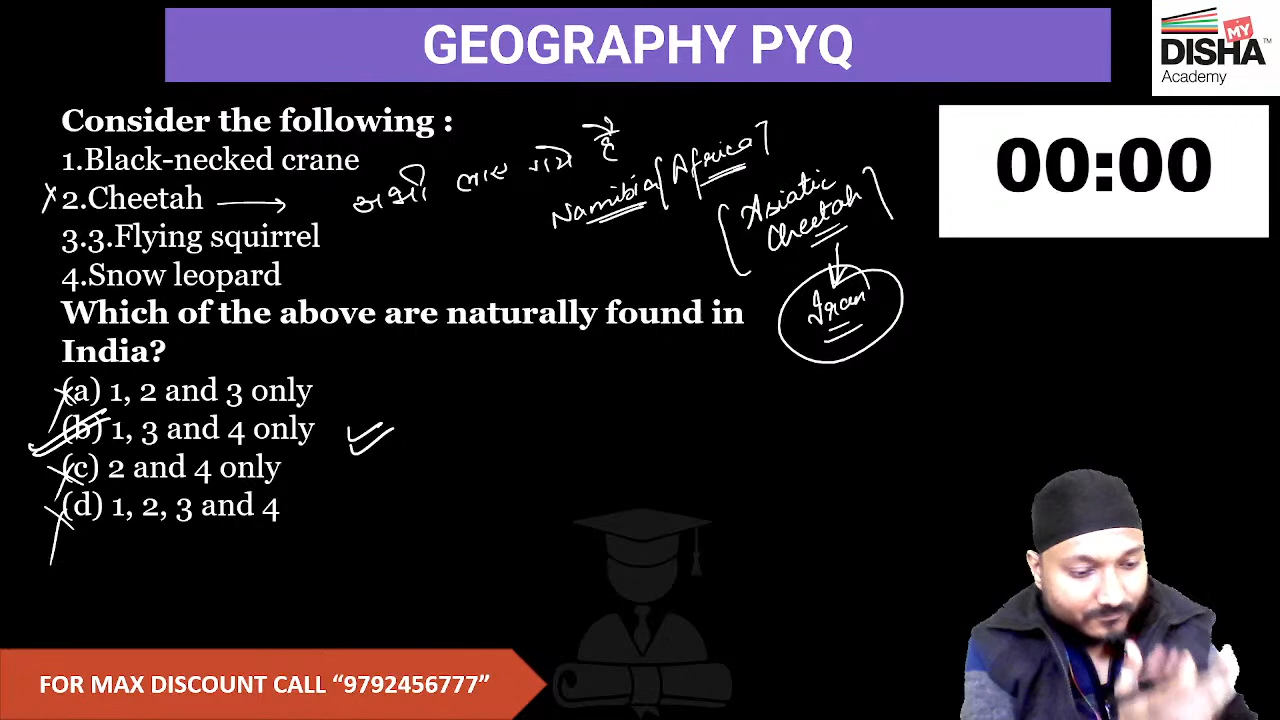 GEOGRAPHY PYQ
MY
DISHA™
Academy
Consider the following :
1.Black-necked crane
2.Cheetah
3.3.Flying squirrel
4.Snow leopard
Which of the above are naturally found in
India?
(a) 1, 2 and 3 only
(b) 1, 3 and 4 only
(c) 2 and 4 only
(d) 1, 2, 3 and 4
अभी लाए गये है
Namibia/Africa
[Asiatic
Cheetah]
Iran
00:00
FOR MAX DISCOUNT CALL “9792456777”